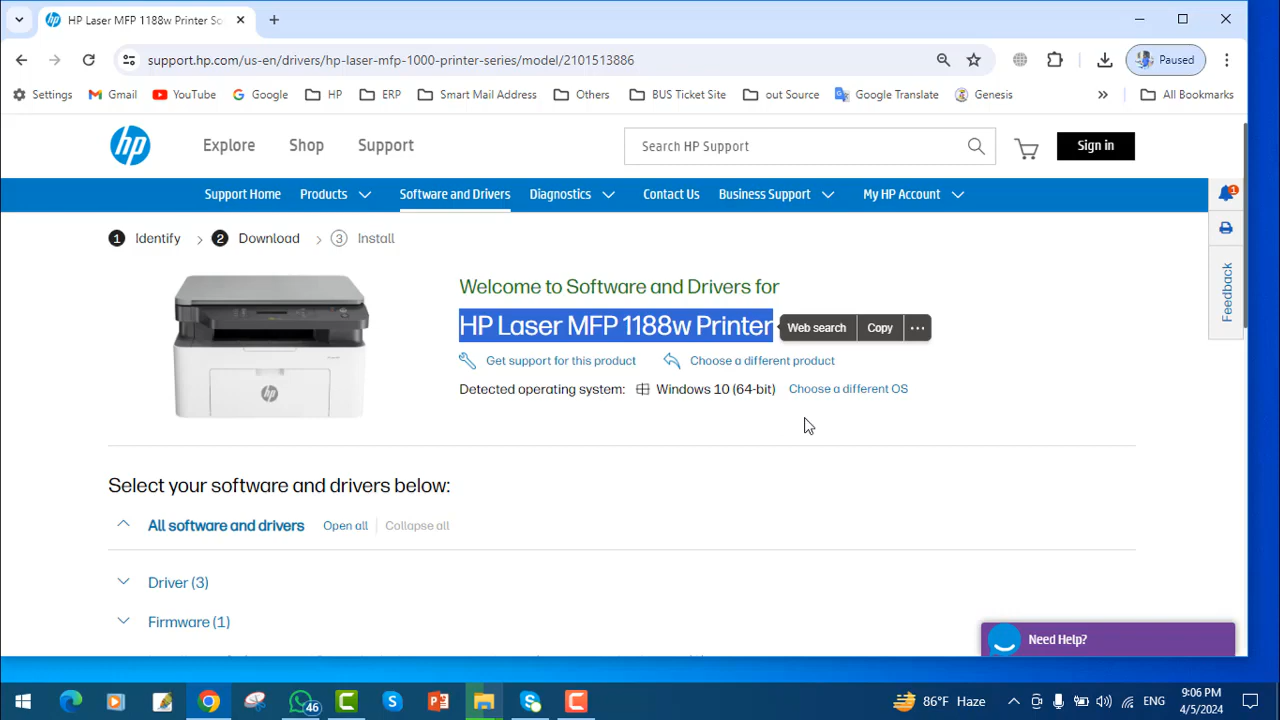 HP Laser MFP 1188w Printer So
support.hp.com/us-en/drivers/hp-laser-mfp-1000-printer-series/model/2101513886
Paused
Settings Gmail YouTube Google HP ERP Smart Mail Address Others BUS Ticket Site out Source Google Translate Genesis » All Bookmarks
hp Explore Shop Support Search HP Support Sign in
Support Home Products Software and Drivers Diagnostics Contact Us Business Support My HP Account
1
1 Identify 2 Download 3 Install
Feedback
Welcome to Software and Drivers for
HP Laser MFP 1188w Printer Web search Copy ...
Get support for this product Choose a different product
Detected operating system: Windows 10 (64-bit) Choose a different OS
Select your software and drivers below:
All software and drivers Open all Collapse all
Driver (3)
Firmware (1)
Need Help?
46
86°F Haze ENG 9:06 PM
4/5/2024